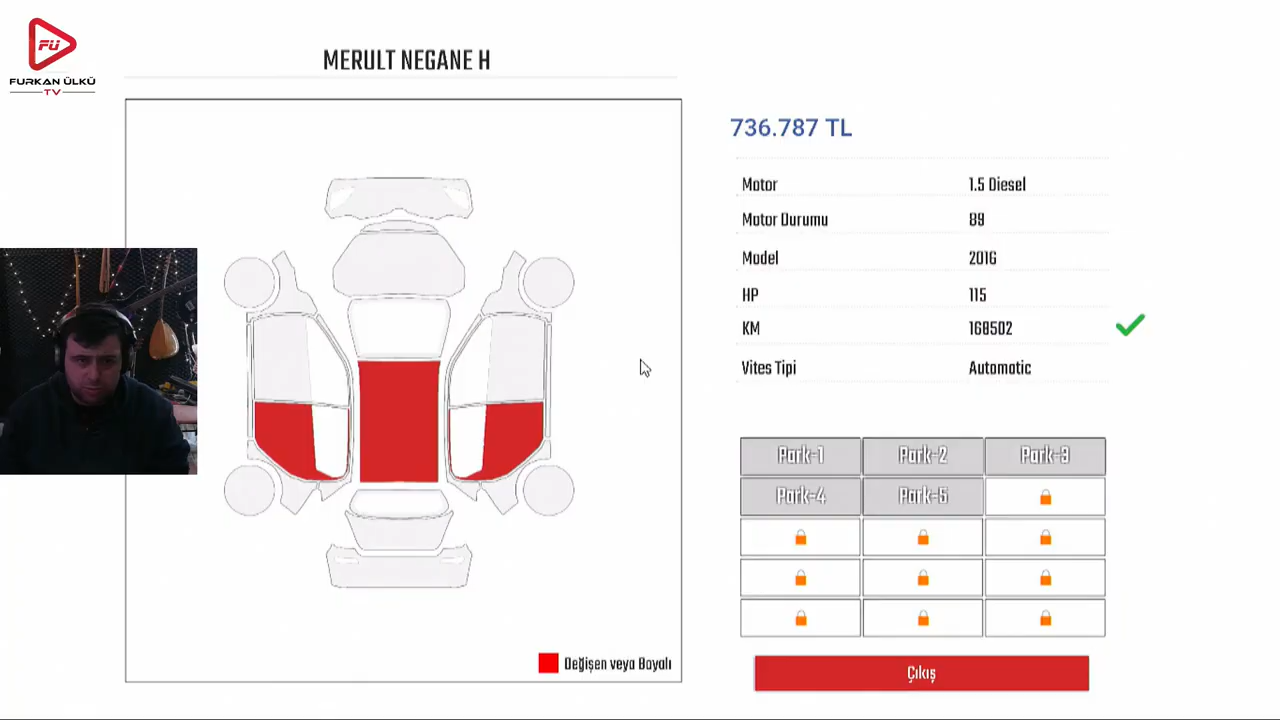 FU
FURKAN ÜLKÜ
TV
MERULT NEGANE H
736.787 TL
Motor 1.5 Diesel
Motor Durumu 89
Model 2016
HP 115
KM 168502
Vites Tipi Automatic
Park-1 Park-2 Park-3
Park-4 Park-5
Değişen veya Boyalı
Çıkış